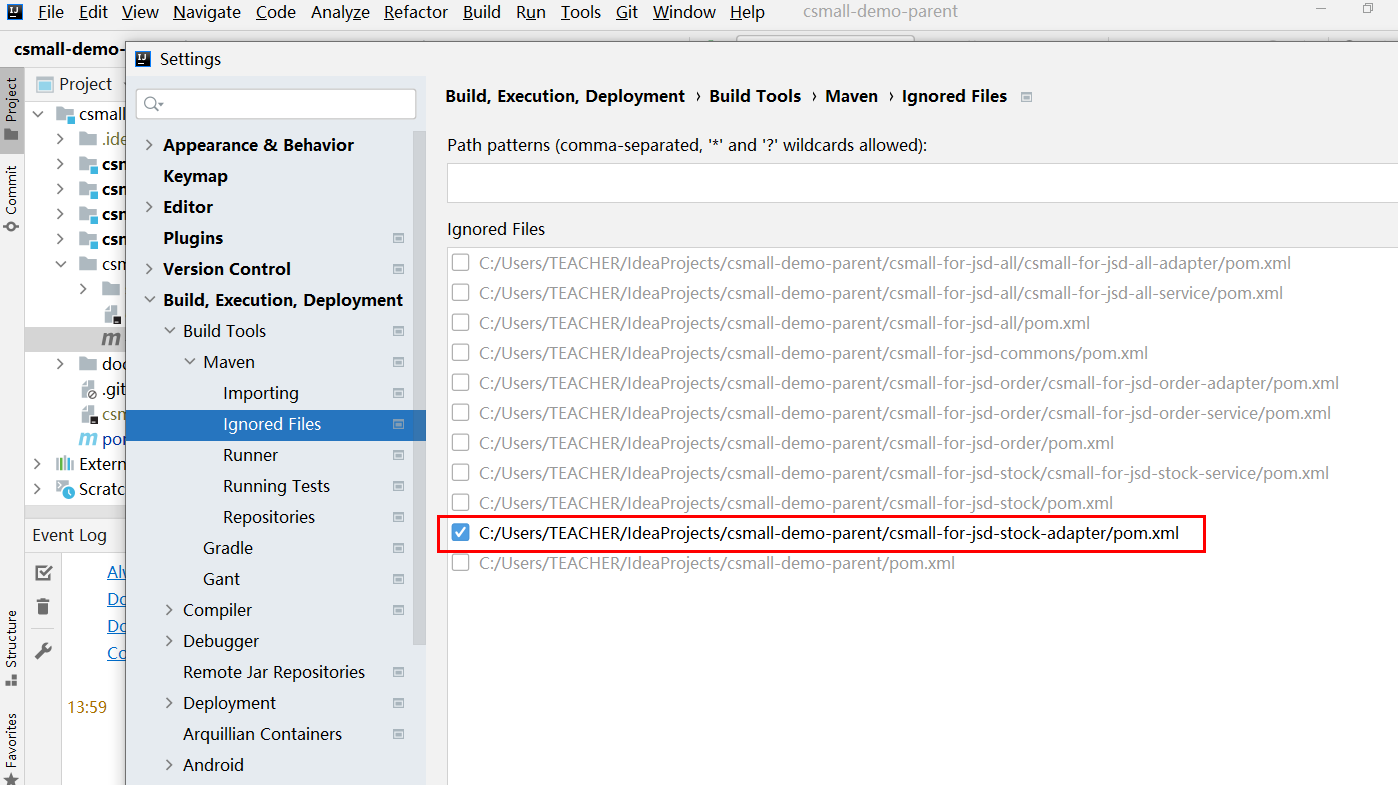 File Edit View Navigate Code Analyze Refactor Build Run Tools Git Window Help csmall-demo-parent
csmall-demo-
Settings
Project
Project
Commit
Structure
Favorites
csmall
.ide
csn
csn
csn
csn
csm
m
doc
.git
csm
m pom
Extern
Scratc
Event Log
Do
Do
Co
13:59
Appearance & Behavior
Keymap
Editor
Plugins
Version Control
Build, Execution, Deployment
Build Tools
Maven
Importing
Ignored Files
Runner
Running Tests
Repositories
Gradle
Gant
Compiler
Debugger
Remote Jar Repositories
Deployment
Arquillian Containers
Android
Build, Execution, Deployment › Build Tools › Maven › Ignored Files
Path patterns (comma-separated, '*' and '?' wildcards allowed):
Ignored Files
C:/Users/TEACHER/IdeaProjects/csmall-demo-parent/csmall-for-jsd-all/csmall-for-jsd-all-adapter/pom.xml
C:/Users/TEACHER/IdeaProjects/csmall-demo-parent/csmall-for-jsd-all/csmall-for-jsd-all-service/pom.xml
C:/Users/TEACHER/IdeaProjects/csmall-demo-parent/csmall-for-jsd-all/pom.xml
C:/Users/TEACHER/IdeaProjects/csmall-demo-parent/csmall-for-jsd-commons/pom.xml
C:/Users/TEACHER/IdeaProjects/csmall-demo-parent/csmall-for-jsd-order/csmall-for-jsd-order-adapter/pom.xml
C:/Users/TEACHER/IdeaProjects/csmall-demo-parent/csmall-for-jsd-order/csmall-for-jsd-order-service/pom.xml
C:/Users/TEACHER/IdeaProjects/csmall-demo-parent/csmall-for-jsd-order/pom.xml
C:/Users/TEACHER/IdeaProjects/csmall-demo-parent/csmall-for-jsd-stock/csmall-for-jsd-stock-service/pom.xml
C:/Users/TEACHER/IdeaProjects/csmall-demo-parent/csmall-for-jsd-stock/pom.xml
C:/Users/TEACHER/IdeaProjects/csmall-demo-parent/csmall-for-jsd-stock-adapter/pom.xml
C:/Users/TEACHER/IdeaProjects/csmall-demo-parent/pom.xml